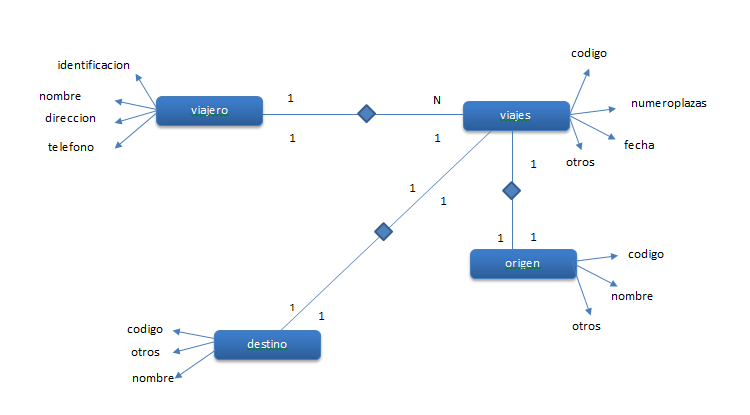 codigo
identificacion
nombre
viajero
1
N
viajes
numeroplazas
direccion
1
1
fecha
telefono
otros
1
1
1
1
1
1
codigo
origen
nombre
1
1
otros
codigo
otros
destino
nombre